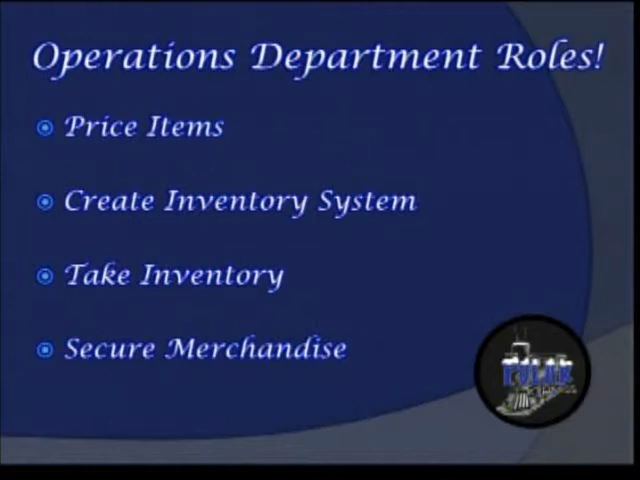 Operations Department Roles!
Price Items
Create Inventory System
Take Inventory
Secure Merchandise